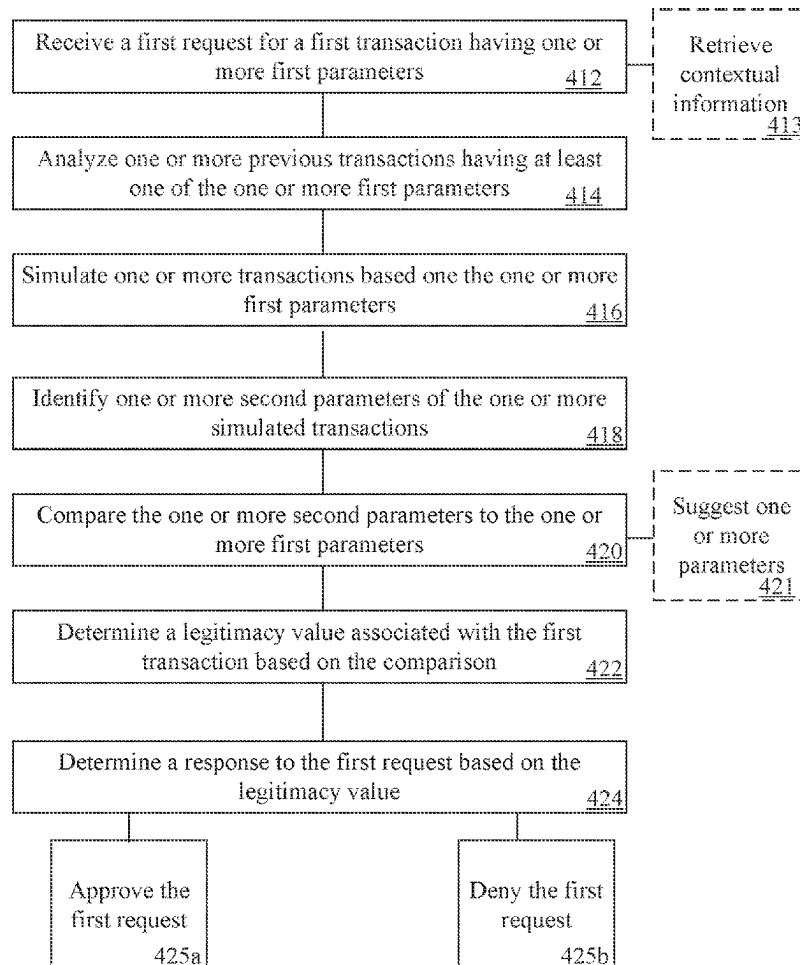 Receive a first request for a first transaction having one or
more first parameters
412
Retrieve
contextual
information
413
Analyze one or more previous transactions having at least
one of the one or more first parameters
414
Simulate one or more transactions based one the one or more
first parameters
416
Identify one or more second parameters of the one or more
simulated transactions
418
Compare the one or more second parameters to the one or
more first parameters
420
Suggest one
or more
parameters
421
Determine a legitimacy value associated with the first
transaction based on the comparison
422
Determine a response to the first request based on the
legitimacy value
424
Approve the
first request
425a
Deny the first
request
425b